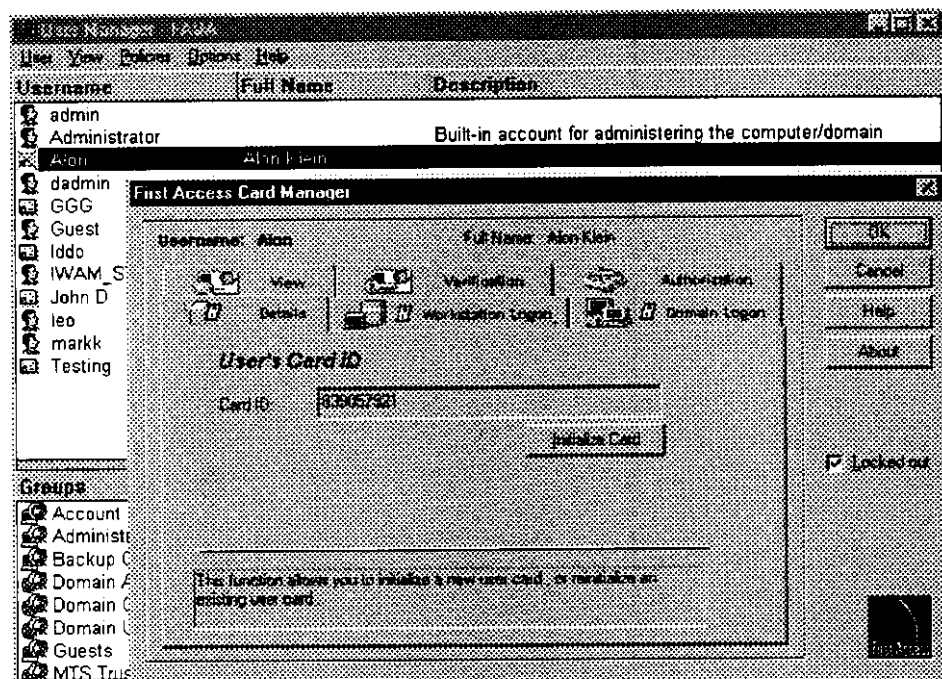 User Manager - FASIA
User View Policies Options Help
Username Full Name Description
admin
Administrator Built-in account for administering the computer/domain
Alon Alon Klein
dadmin
GGG
Guest
Iddo
IWAM_S
John D
leo
markk
Testing
First Access Card Manager
Username: Alon Full Name: Alon Klein
View Verification Authorization
Details Workstation Logon Domain Logon
User's Card ID
Card ID: 839057921
Initialize Card
This function allows you to initialize a new user card, or reinitialize an
existing user card.
OK
Cancel
Help
About
Locked out
Groups
Account
Administ
Backup O
Domain A
Domain G
Domain U
Guests
MTS Trus